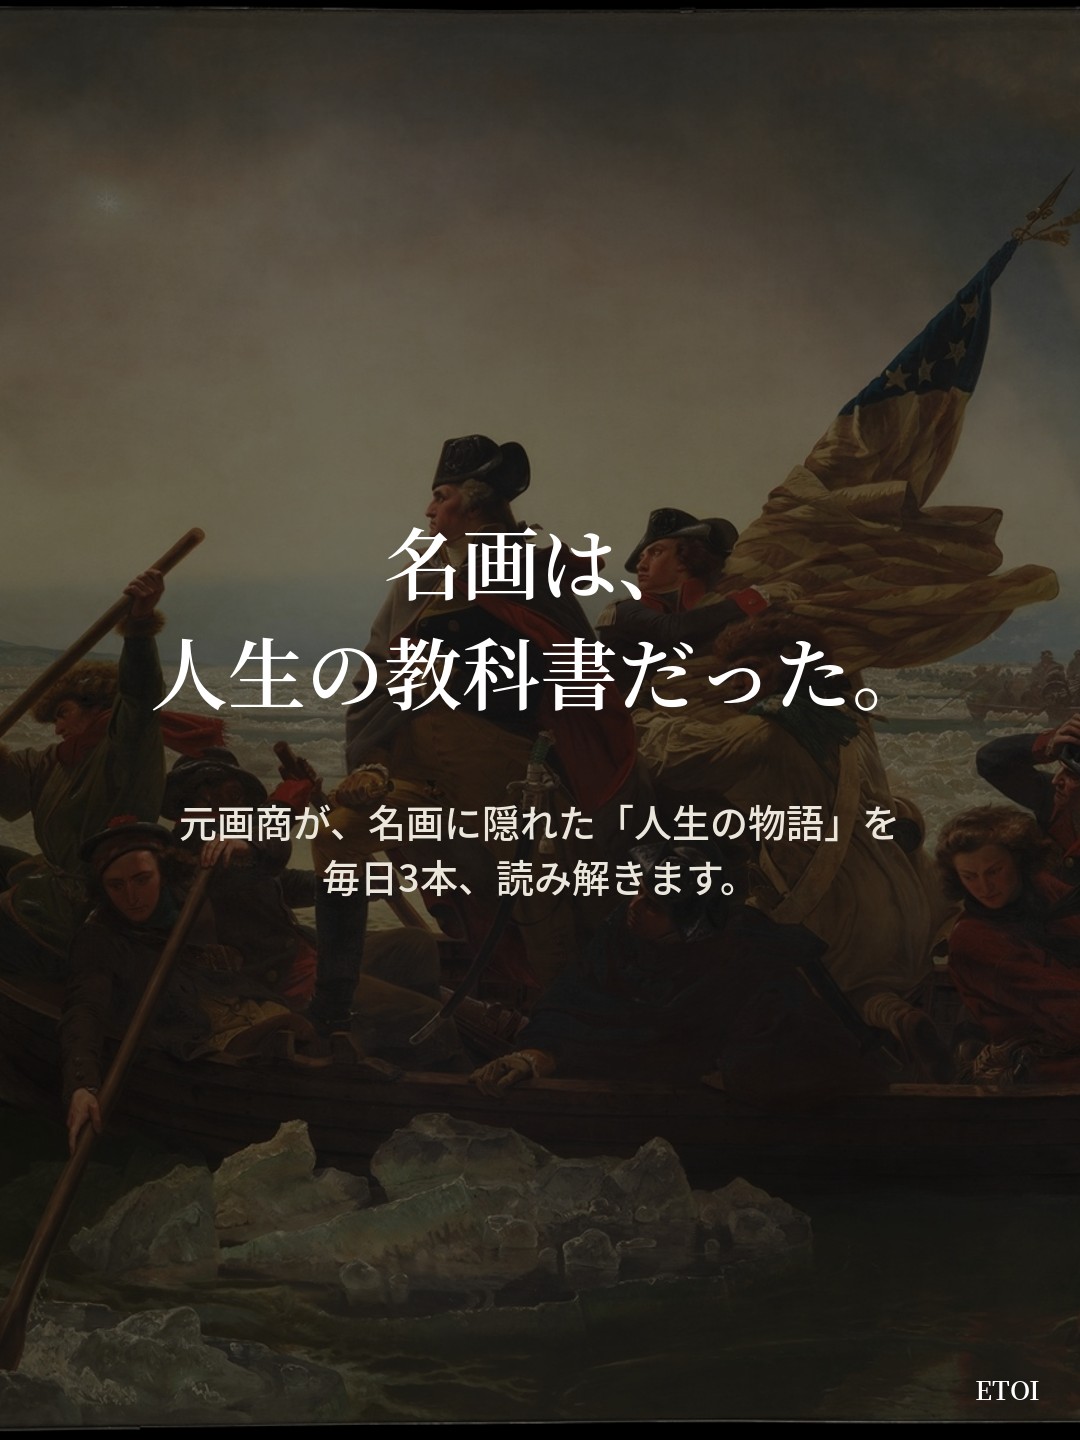 名画は、
人生の教科書だった。
元画商が、名画に隠れた「人生の物語」を
毎日3本、読み解きます。
ETOI